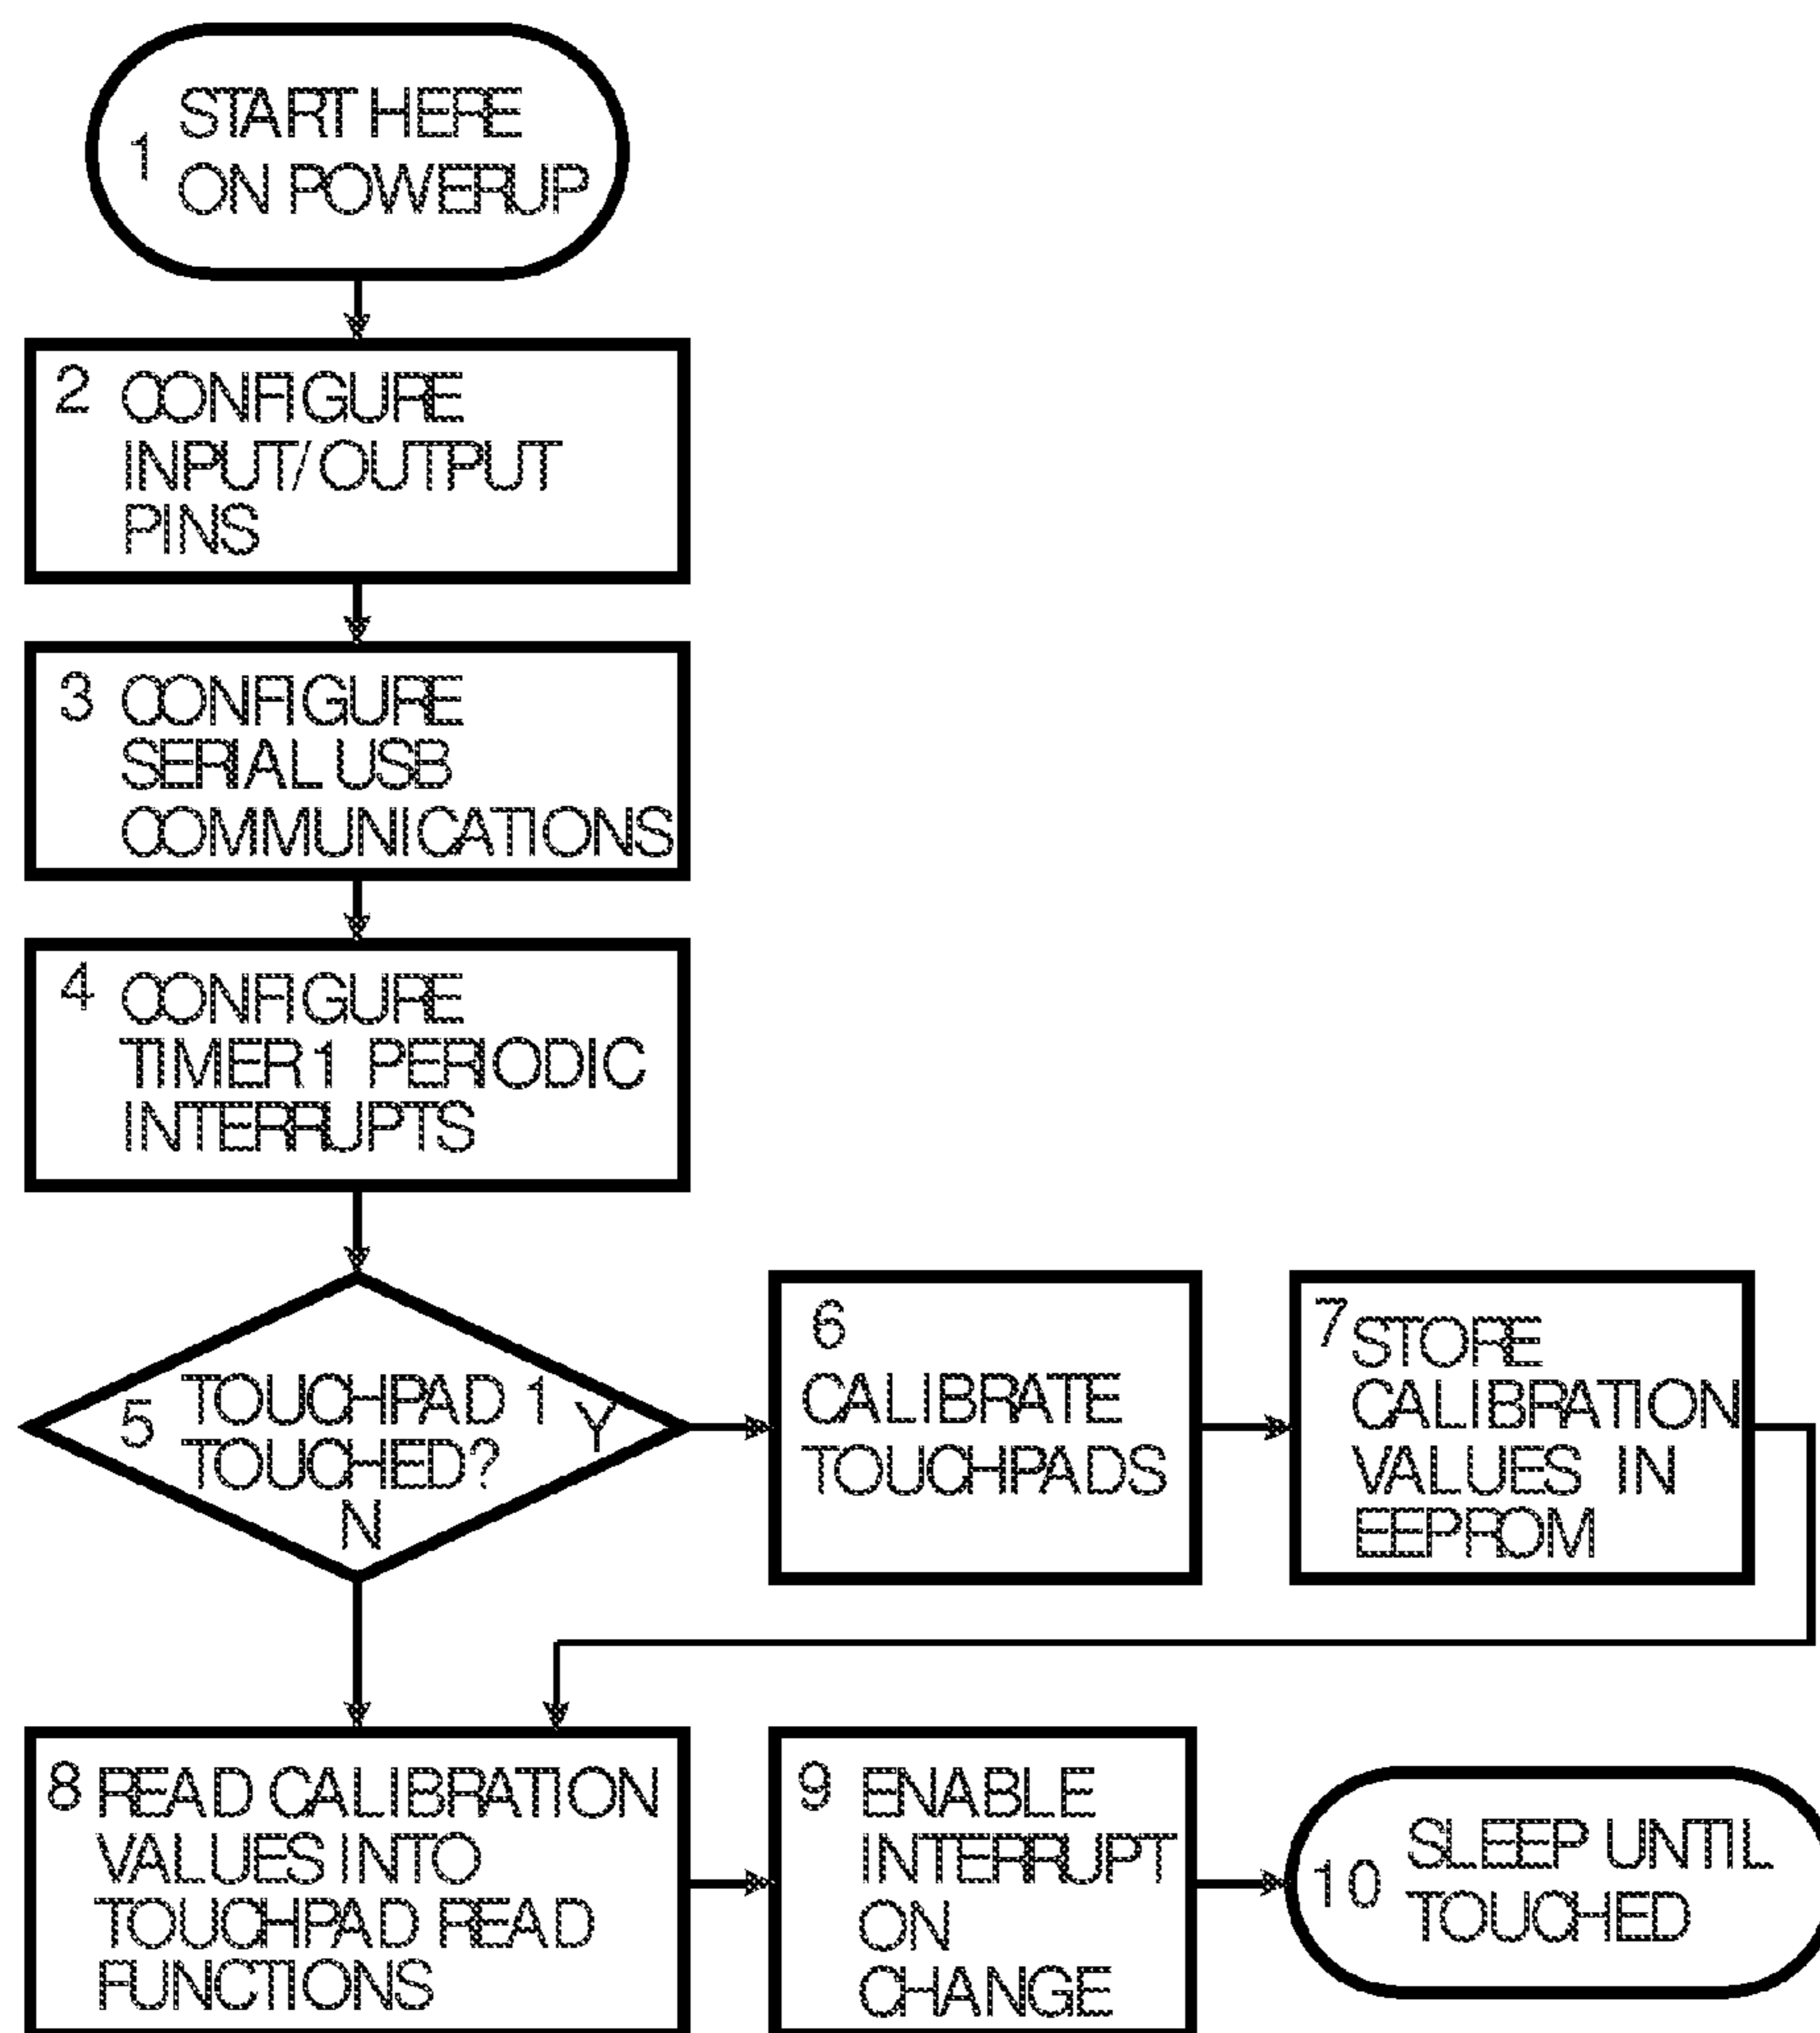 1 START HERE
ON POWERUP
2 CONFIGURE
INPUT/OUTPUT
PINS
3 CONFIGURE
SERIAL USB
COMMUNICATIONS
4 CONFIGURE
TIMER 1 PERIODIC
INTERRUPTS
5 TOUCHPAD 1
TOUCHED?
Y
N
6
CALIBRATE
TOUCHPADS
7 STORE
CALIBRATION
VALUES IN
EEPROM
8 READ CALIBRATION
VALUES INTO
TOUCHPAD READ
FUNCTIONS
9 ENABLE
INTERRUPT
ON
CHANGE
10 SLEEP UNTIL
TOUCHED